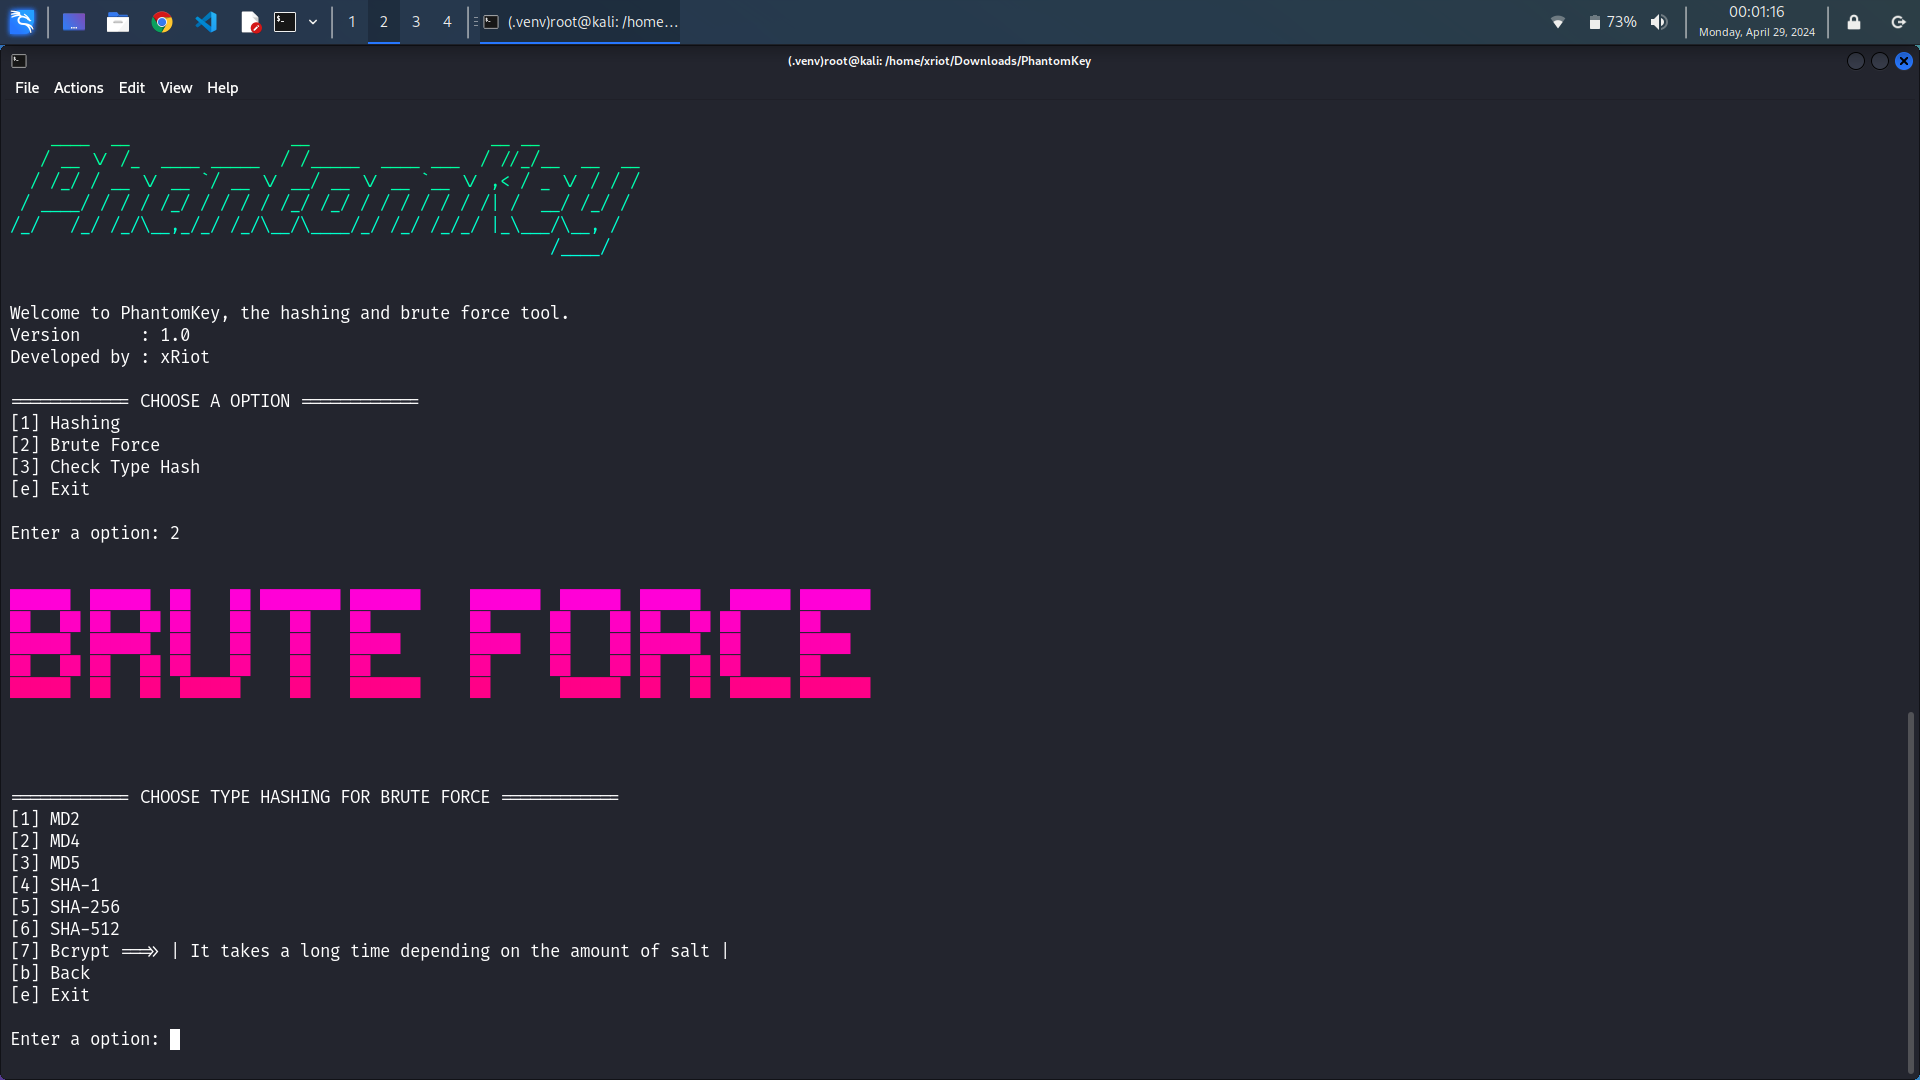 1 2 3 4 (.venv)root@kali: /home... 73% 00:01:16
Monday, April 29, 2024
(.venv)root@kali: /home/xriot/Downloads/PhantomKey
File Actions Edit View Help
PhantomKey
Welcome to PhantomKey, the hashing and brute force tool.
Version : 1.0
Developed by : xRiot
============ CHOOSE A OPTION ============
[1] Hashing
[2] Brute Force
[3] Check Type Hash
[e] Exit
Enter a option: 2
BRUTE FORCE
============ CHOOSE TYPE HASHING FOR BRUTE FORCE ============
[1] MD2
[2] MD4
[3] MD5
[4] SHA-1
[5] SHA-256
[6] SHA-512
[7] Bcrypt ===>> | It takes a long time depending on the amount of salt |
[b] Back
[e] Exit
Enter a option: